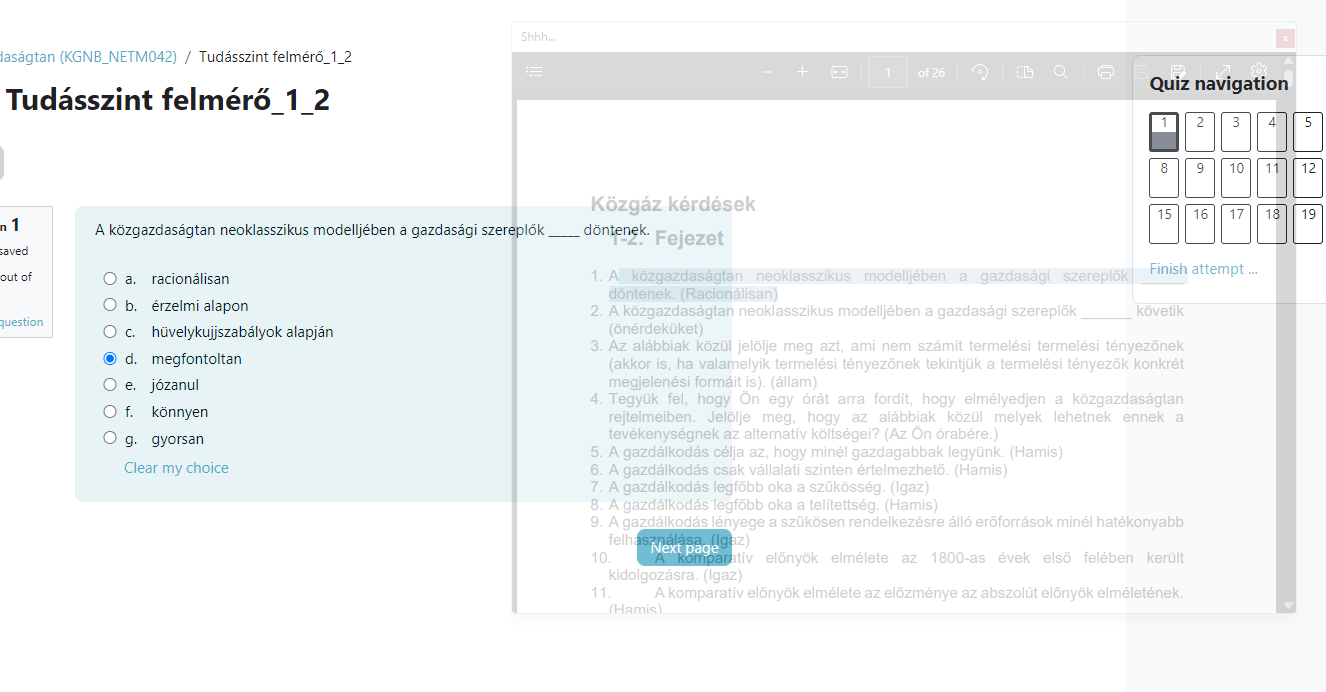 daságtan (KGNB_NETM042) / Tudásszint felmérő_1_2
Tudásszint felmérő_1_2
n 1
saved
out of
question
A közgazdaságtan neoklasszikus modelljében a gazdasági szereplők _____ döntenek.
a. racionálisan
b. érzelmi alapon
c. hüvelykujjszabályok alapján
d. megfontoltan
e. józanul
f. könnyen
g. gyorsan
Clear my choice
Next page
Shhh...
x
1 of 26
Közgáz kérdések
1-2. Fejezet
1. A közgazdaságtan neoklasszikus modelljében a gazdasági szereplők ______
döntenek. (Racionálisan)
2. A közgazdaságtan neoklasszikus modelljében a gazdasági szereplők ______ követik
(önérdeküket)
3. Az alábbiak közül jelölje meg azt, ami nem számít termelési termelési tényezőnek
(akkor is, ha valamelyik termelési tényezőnek tekintjük a termelési tényezők konkrét
megjelenési formáit is). (állam)
4. Tegyük fel, hogy Ön egy órát arra fordít, hogy elmélyedjen a közgazdaságtan
rejtelmeiben. Jelölje meg, hogy az alábbiak közül melyek lehetnek ennek a
tevékenységnek az alternatív költségei? (Az Ön órabére.)
5. A gazdálkodás célja az, hogy minél gazdagabbak legyünk. (Hamis)
6. A gazdálkodás csak vállalati szinten értelmezhető. (Hamis)
7. A gazdálkodás legfőbb oka a szűkösség. (Igaz)
8. A gazdálkodás legfőbb oka a telítettség. (Hamis)
9. A gazdálkodás lényege a szűkösen rendelkezésre álló erőforrások minél hatékonyabb
felhasználása. (Igaz)
10. A komparatív előnyök elmélete az 1800-as évek első felében került
kidolgozásra. (Igaz)
11. A komparatív előnyök elmélete az előzménye az abszolút előnyök elméletének.
(Hamis)
Quiz navigation
1 2 3 4 5
8 9 10 11 12
15 16 17 18 19
Finish attempt ...